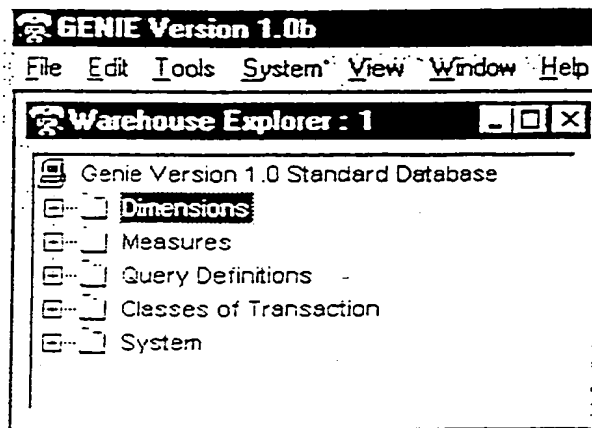 GENIE Version 1.0b
File Edit Tools System View Window Help
Warehouse Explorer : 1
Genie Version 1.0 Standard Database
Dimensions
Measures
Query Definitions
Classes of Transaction
System